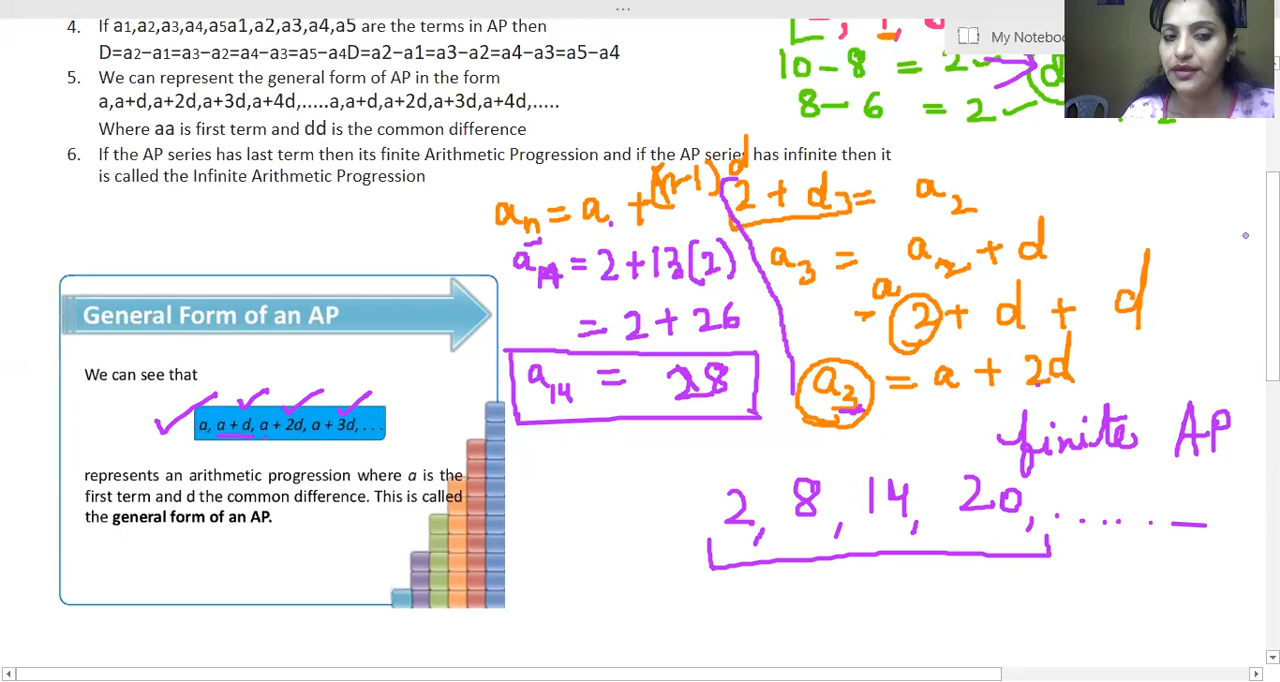 4. If a1,a2,a3,a4,a5a1,a2,a3,a4,a5 are the terms in AP then
D=a2−a1=a3−a2=a4−a3=a5−a4D=a2−a1=a3−a2=a4−a3=a5−a4
5. We can represent the general form of AP in the form
a,a+d,a+2d,a+3d,a+4d,.....a,a+d,a+2d,a+3d,a+4d,.....
Where aa is first term and dd is the common difference
6. If the AP series has last term then its finite Arithmetic Progression and if the AP series has infinite then it
is called the Infinite Arithmetic Progression
My Noteboo
10 - 8 = 2
8 - 6 = 2
an = a + (n-1) d
a14 = 2 + 13(2)
= 2 + 26
a14 = 28
2 + d = a2
a3 = a2 + d
a
= 2 + d + d
a3 = a + 2d
finite AP
2, 8, 14, 20, ......
General Form of an AP
We can see that
a, a + d, a + 2d, a + 3d, . . .
represents an arithmetic progression where a is the
first term and d the common difference. This is called
the general form of an AP.